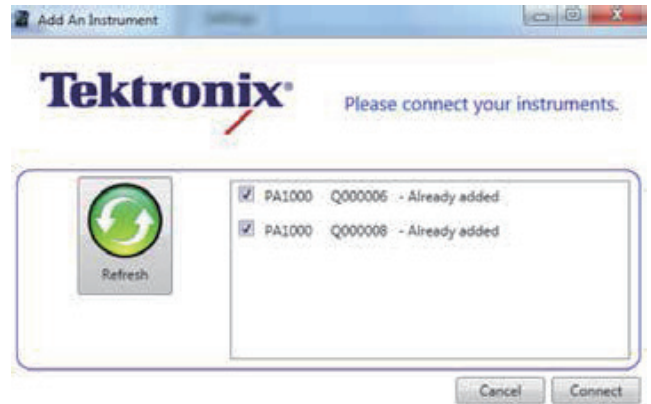 Add An Instrument
Tektronix®
Please connect your instruments.
Refresh
PA1000 Q000006 - Already added
PA1000 Q000008 - Already added
Cancel Connect